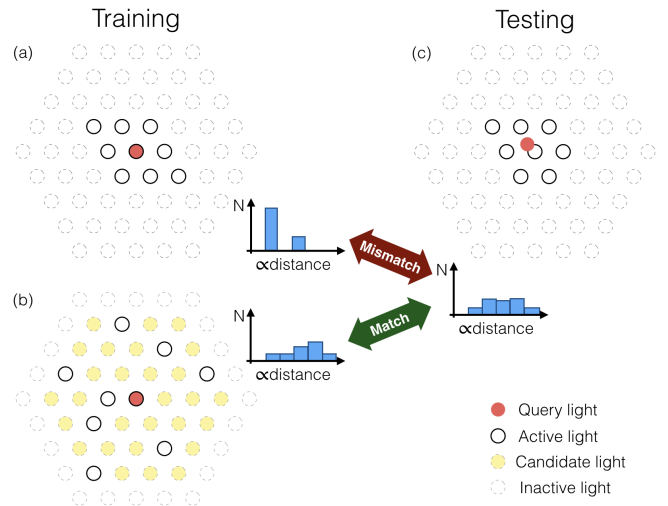 Training
Testing
(a)
(c)
N
∝distance
Mismatch
N
∝distance
(b)
N
∝distance
Match
Query light
Active light
Candidate light
Inactive light